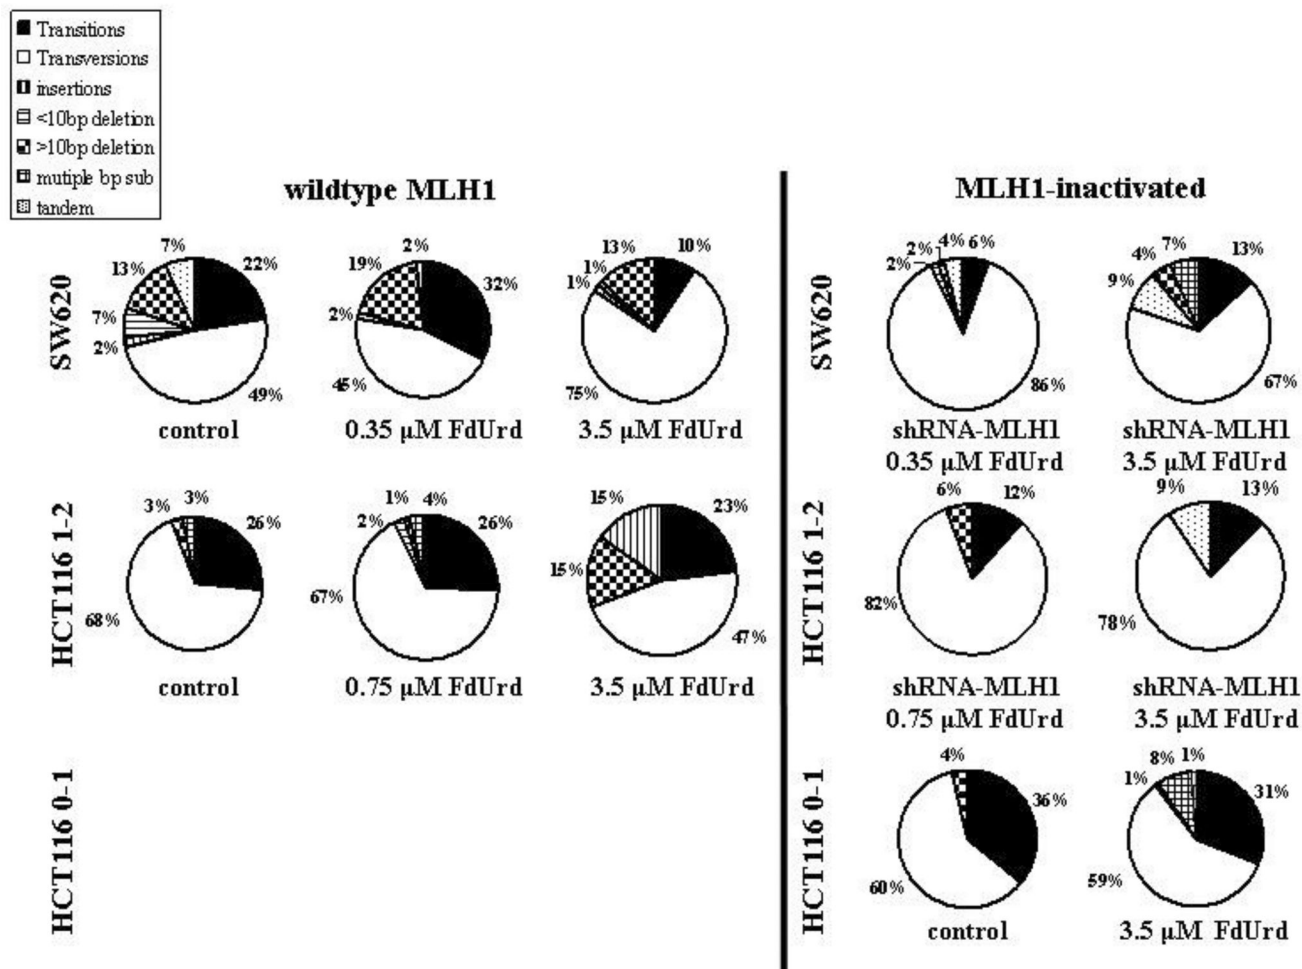 Transitions
Transversions
insertions
<10bp deletion
>10bp deletion
mutiple bp sub
tandem
wildtype MLH1
MLH1-inactivated
SW620
7%
22%
13%
7%
2%
49%
control
2%
32%
19%
2%
45%
0.35 µM FdUrd
13%
10%
1%
1%
75%
3.5 µM FdUrd
SW620
4%
6%
2%
2%
86%
shRNA-MLH1
0.35 µM FdUrd
7%
13%
4%
9%
67%
shRNA-MLH1
3.5 µM FdUrd
HCT116 1-2
3%
3%
26%
68%
control
1%
4%
26%
2%
67%
0.75 µM FdUrd
15%
23%
15%
47%
3.5 µM FdUrd
HCT116 1-2
6%
12%
82%
shRNA-MLH1
0.75 µM FdUrd
9%
13%
78%
shRNA-MLH1
3.5 µM FdUrd
HCT116 0-1
HCT116 0-1
4%
36%
60%
control
8%
1%
1%
31%
59%
3.5 µM FdUrd